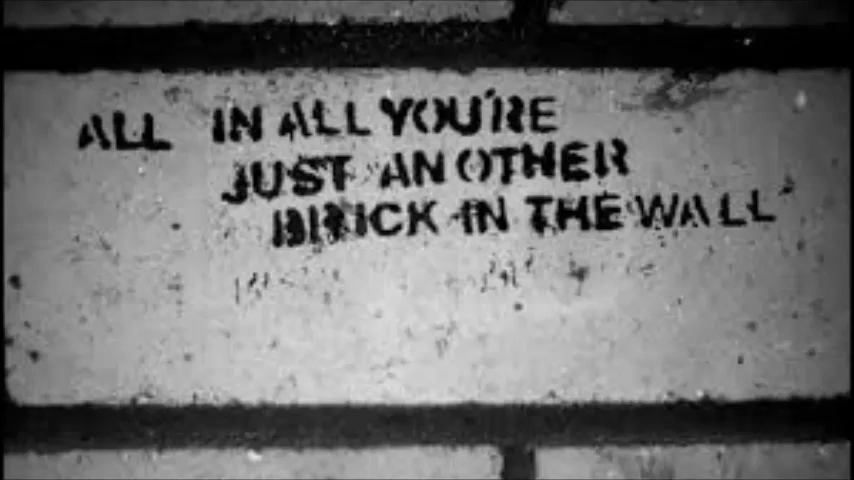 ALL IN ALL YOU'RE
JUST ANOTHER
BRICK IN THE WALL